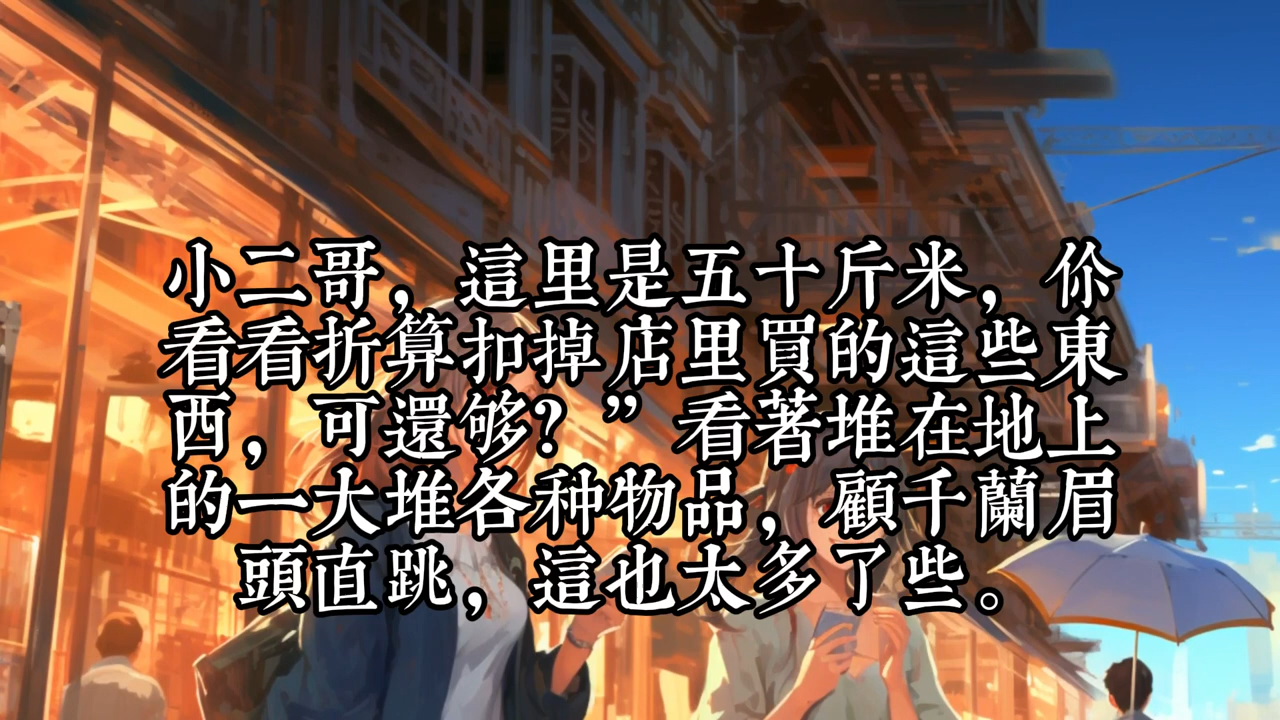 小二哥，這里是五十斤米，你
看看折算扣掉店里買的這些東
西，可還够？”看著堆在地上
的一大堆各种物品，顧千蘭眉
頭直跳，這也太多了些。